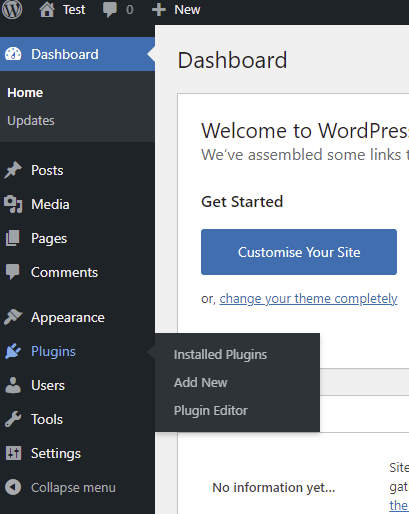 Test 0 New
Dashboard
Home
Updates
Posts
Media
Pages
Comments
Appearance
Plugins
Users
Tools
Settings
Collapse menu
Dashboard
Welcome to WordPress
We've assembled some links t
Get Started
Customise Your Site
or, change your theme completely
Installed Plugins
Add New
Plugin Editor
No information yet...
Site
gat
the